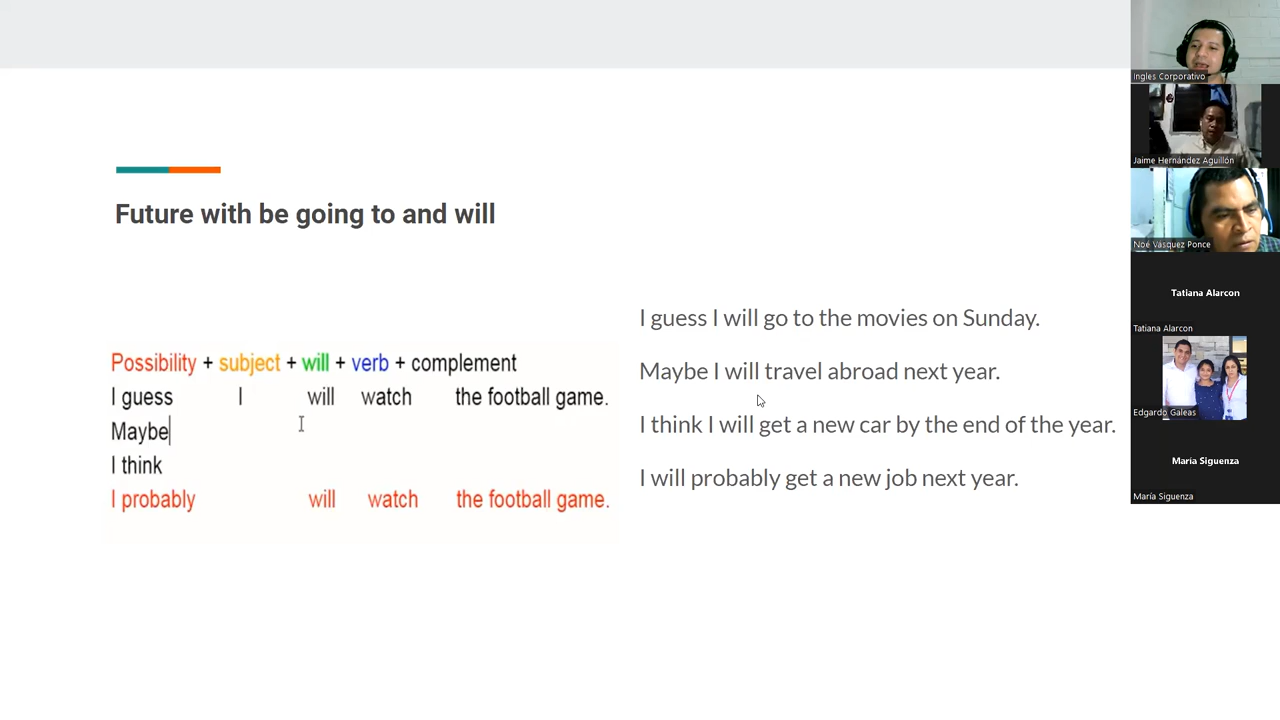 Future with be going to and will
Possibility + subject + will + verb + complement
I guess I will watch the football game.
Maybe
I think
I probably will watch the football game.
I guess I will go to the movies on Sunday.
Maybe I will travel abroad next year.
I think I will get a new car by the end of the year.
I will probably get a new job next year.
Ingles Corporativo
Jaime Hernández Aguillón
Noé Vásquez Ponce
Tatiana Alarcon
Tatiana Alarcon
Edgardo Galeas
María Siguenza
María Siguenza